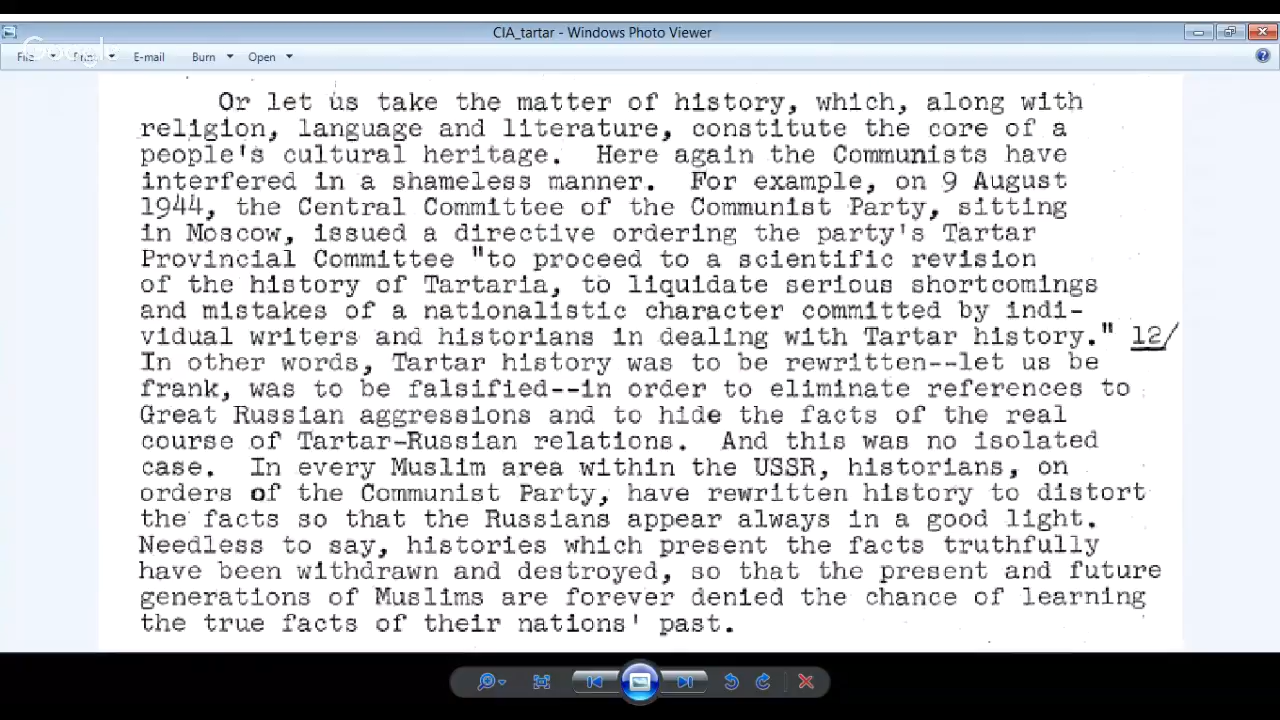 CIA_tartar - Windows Photo Viewer
File Print E-mail Burn Open
Google
Or let us take the matter of history, which, along with
religion, language and literature, constitute the core of a
people's cultural heritage. Here again the Communists have
interfered in a shameless manner. For example, on 9 August
1944, the Central Committee of the Communist Party, sitting
in Moscow, issued a directive ordering the party's Tartar
Provincial Committee "to proceed to a scientific revision
of the history of Tartaria, to liquidate serious shortcomings
and mistakes of a nationalistic character committed by indi-
vidual writers and historians in dealing with Tartar history." 12/
In other words, Tartar history was to be rewritten--let us be
frank, was to be falsified--in order to eliminate references to
Great Russian aggressions and to hide the facts of the real
course of Tartar-Russian relations. And this was no isolated
case. In every Muslim area within the USSR, historians, on
orders of the Communist Party, have rewritten history to distort
the facts so that the Russians appear always in a good light.
Needless to say, histories which present the facts truthfully
have been withdrawn and destroyed, so that the present and future
generations of Muslims are forever denied the chance of learning
the true facts of their nations' past.